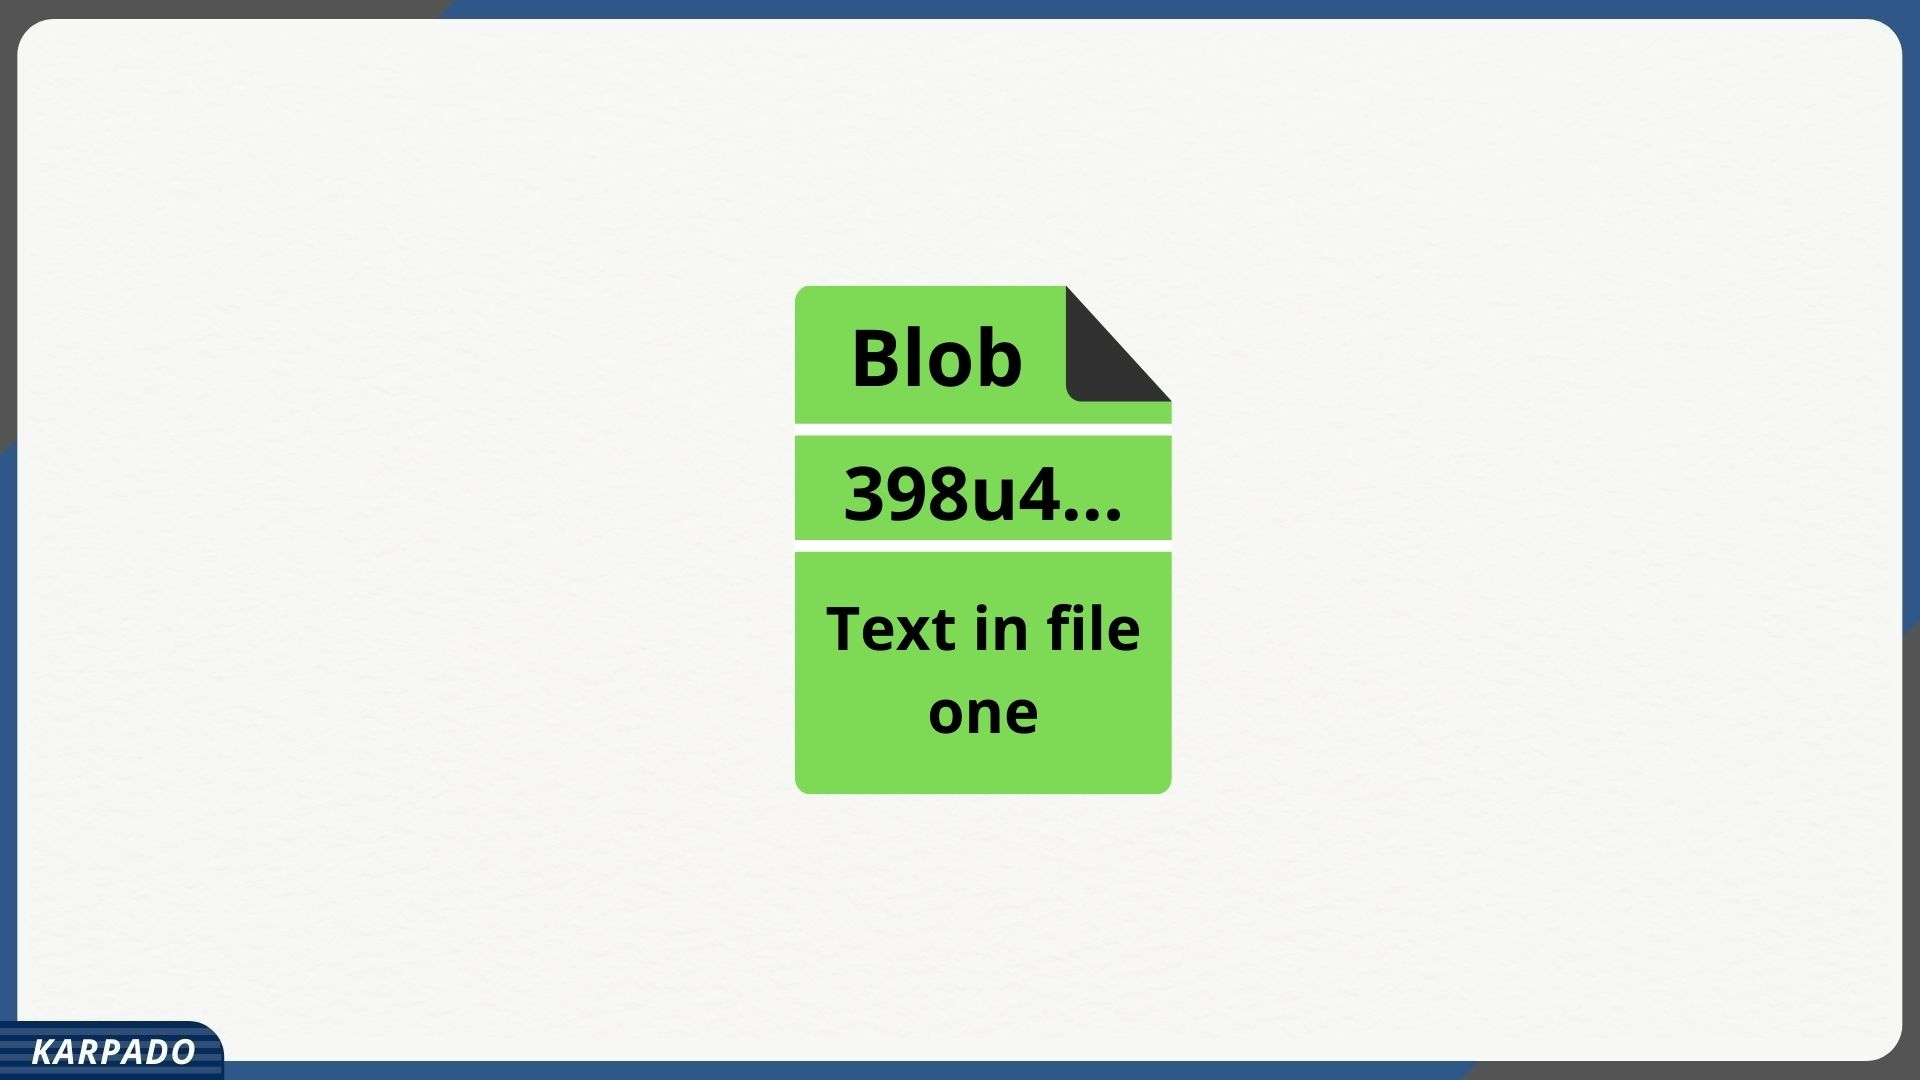 Blob
398u4...
Text in file
one
KARPADO